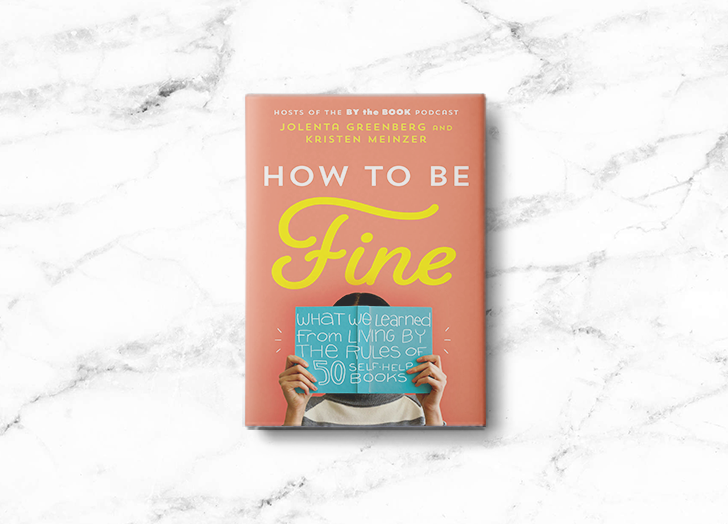 HOSTS OF THE BY the BOOK PODCAST
JOLENTA GREENBERG AND
KRISTEN MEINZER
HOW TO BE
Fine
WHAT WE Learned
From LIVING BY
THE RULES OF
50 SELF-HELP
BOOKS